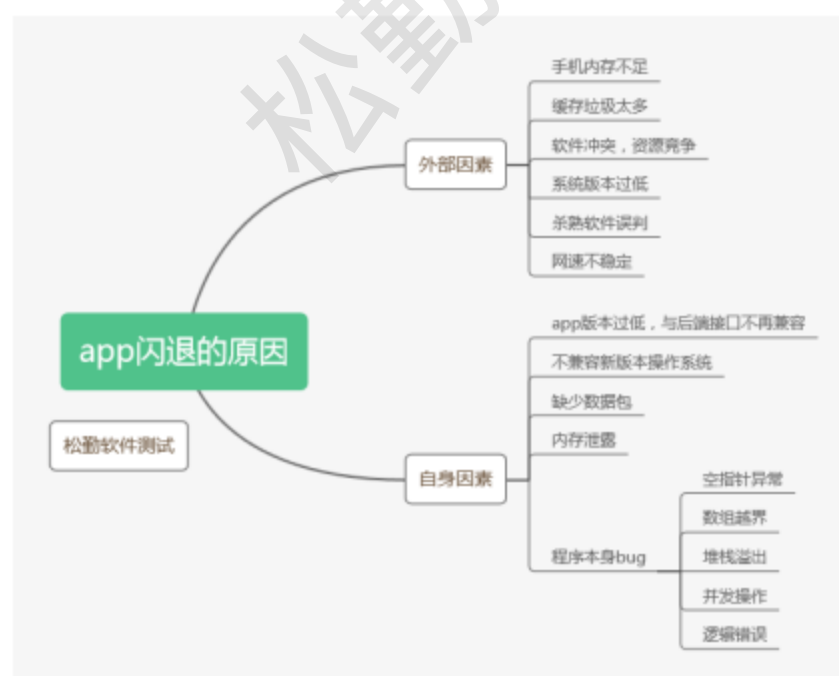 松勤
手机内存不足
缓存垃圾太多
软件冲突，资源竞争
外部因素
系统版本过低
杀熟软件误判
网速不稳定
app闪退的原因
app版本过低，与后端接口不再兼容
不兼容新版本操作系统
缺少数据包
松勤软件测试
内存泄露
自身因素
空指针异常
数组越界
程序本身bug
堆栈溢出
并发操作
逻辑错误